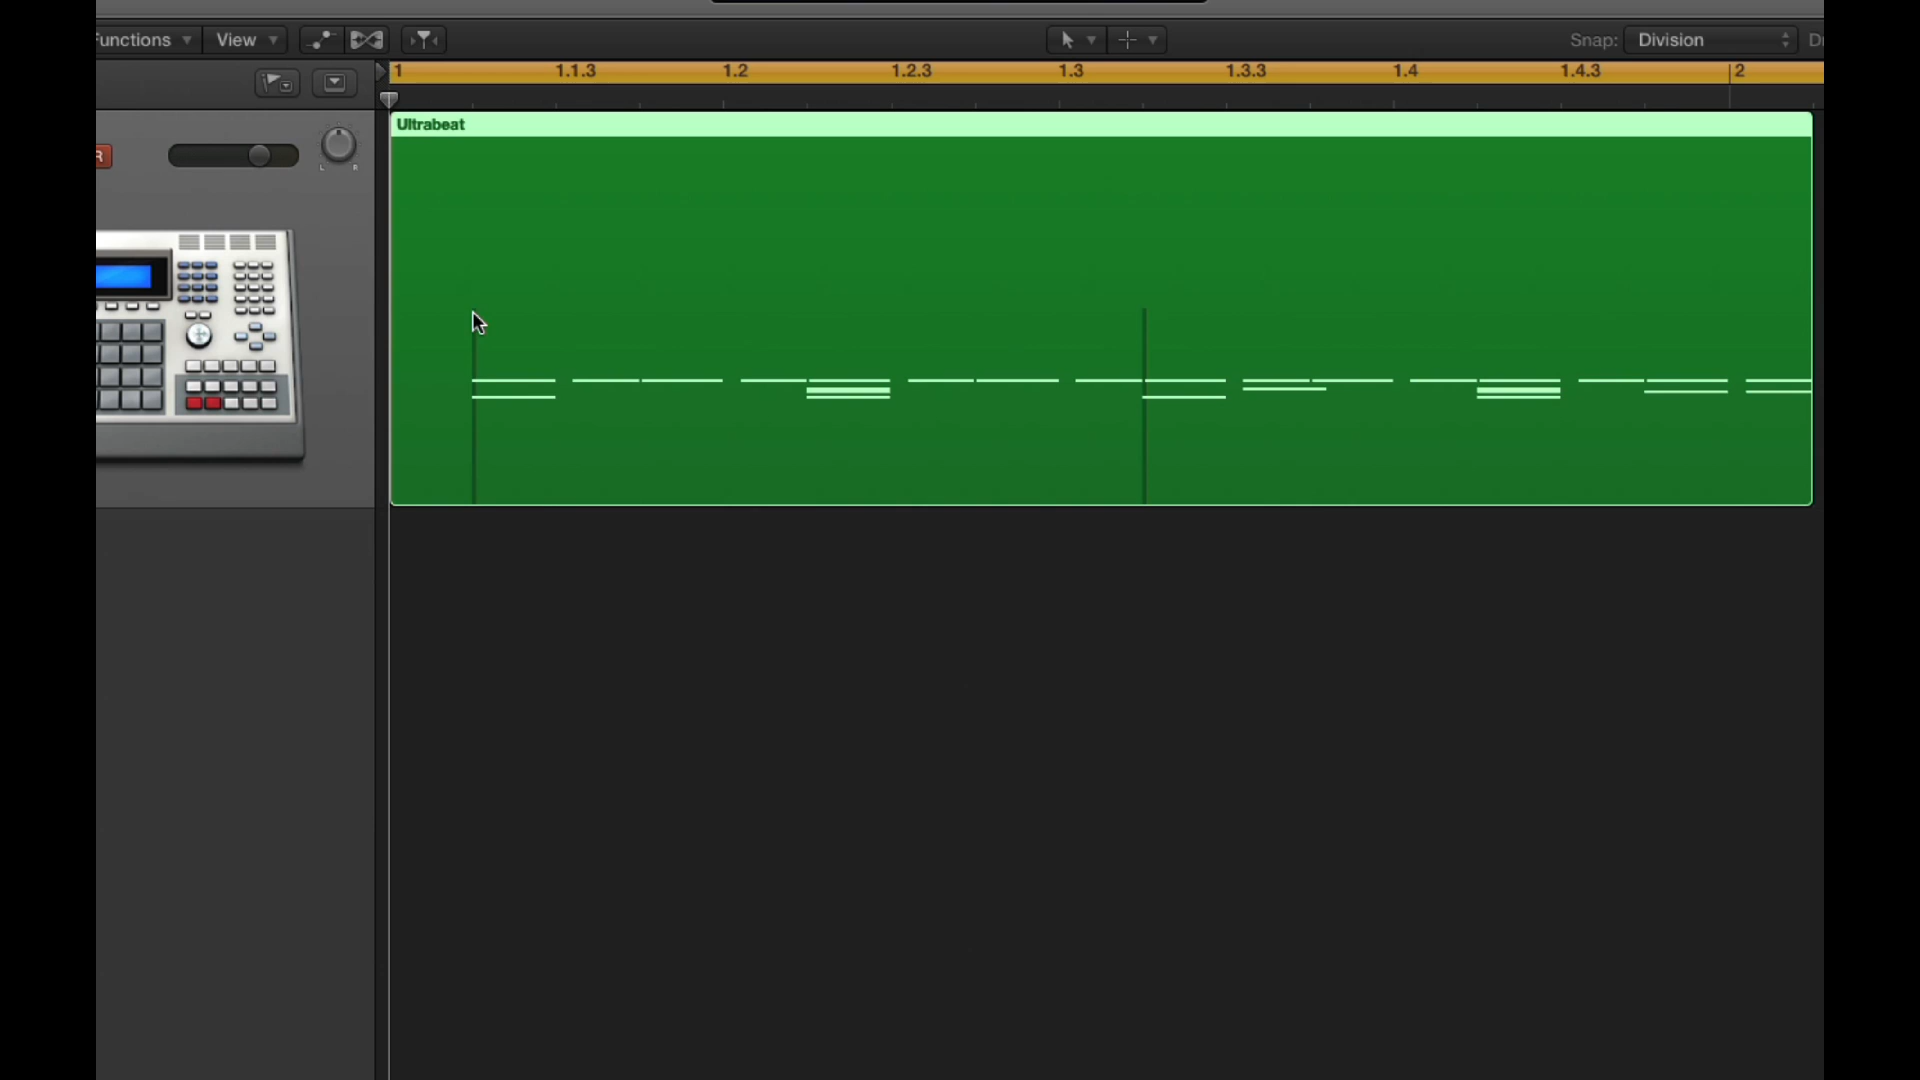 Functions View Snap: Division
1 1.1.3 1.2 1.2.3 1.3 1.3.3 1.4 1.4.3 2
Ultrabeat
R
L R